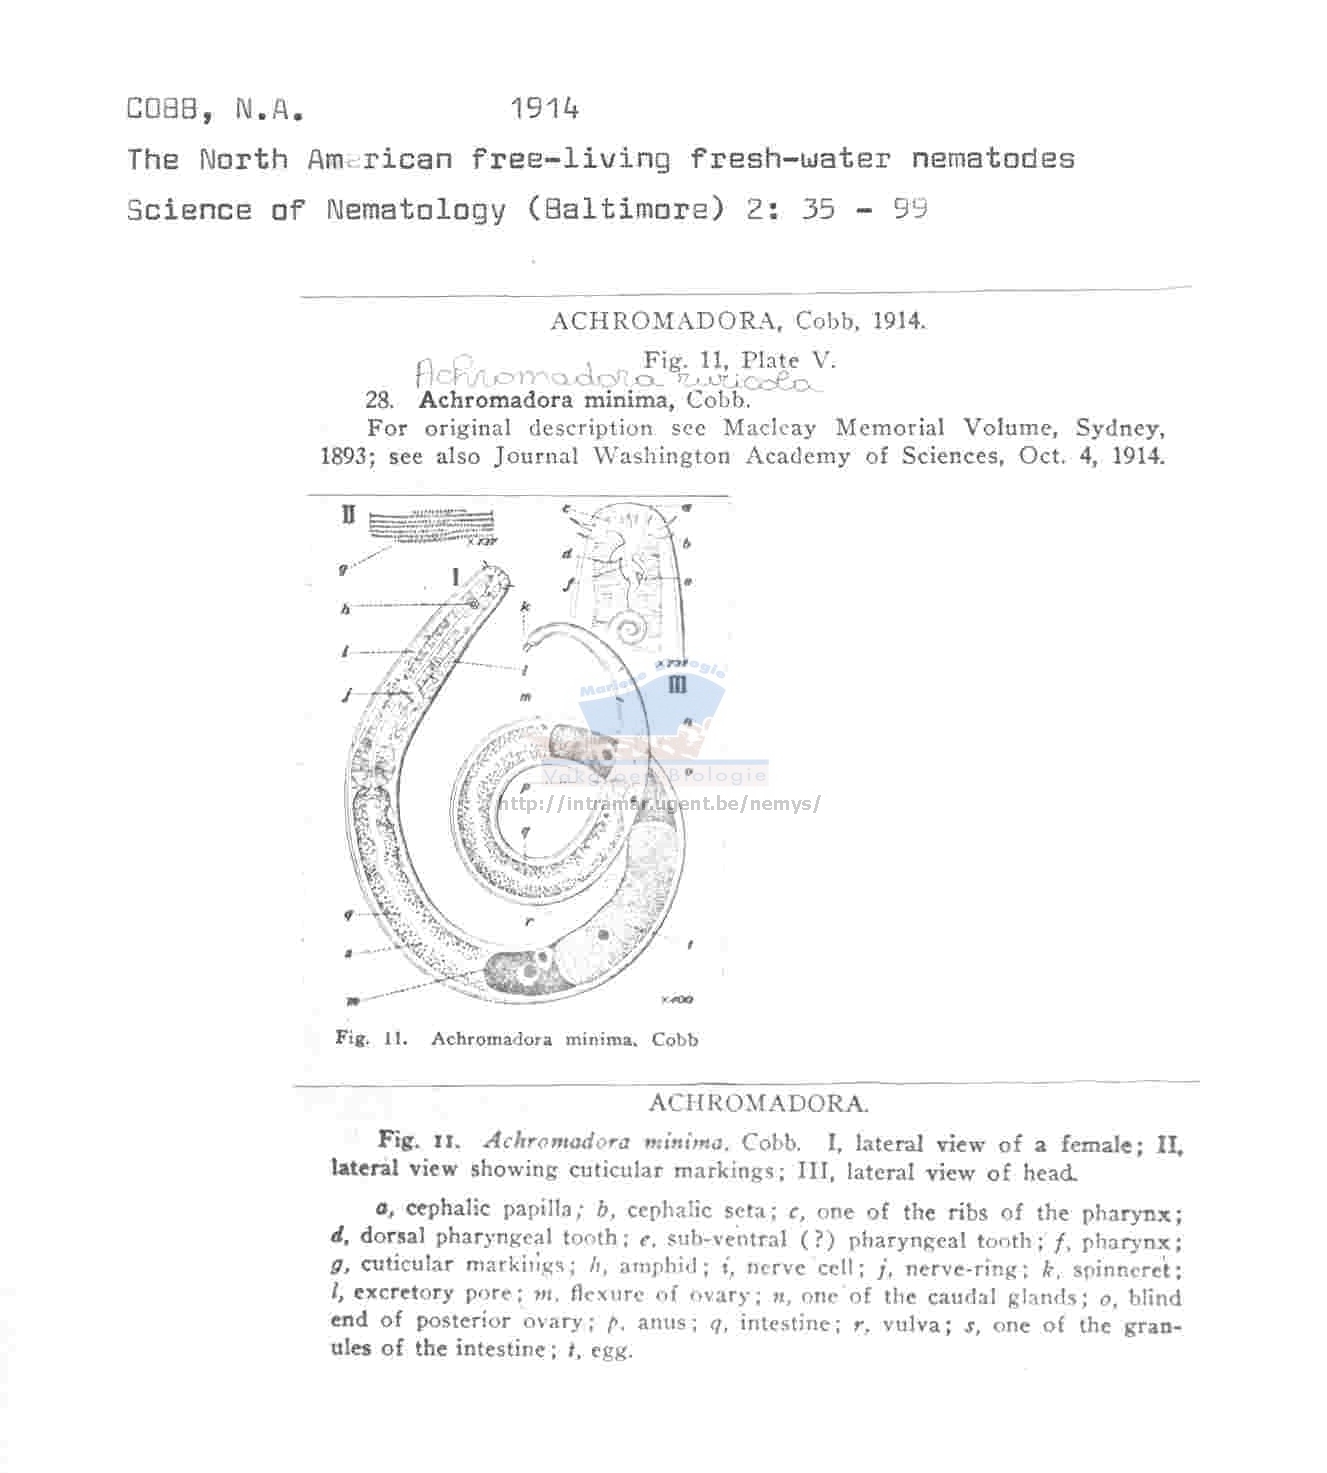 COBB, N.A. 1914
The North American free-living fresh-water nematodes
Science of Nematology (Baltimore) 2: 35 - 99
ACHROMADORA, Cobb, 1914.
Fig. 11, Plate V.
Achromadora ruricola
28. Achromadora minima, Cobb.
For original description see Macleay Memorial Volume, Sydney,
1893; see also Journal Washington Academy of Sciences, Oct. 4, 1914.
II
× 737
g
I
h
i
j
k
l
m
c
a
b
d
e
f
× 737
III
n
o
p
q
r
q
s
m
t
×400
Mariene Biologie
Vakgroep Biologie
http://intramar.ugent.be/nemys/
Fig. 11. Achromadora minima, Cobb
ACHROMADORA.
Fig. 11. Achromadora minima, Cobb. I, lateral view of a female; II,
lateral view showing cuticular markings; III, lateral view of head.
a, cephalic papilla; b, cephalic seta; c, one of the ribs of the pharynx;
d, dorsal pharyngeal tooth; e, sub-ventral (?) pharyngeal tooth; f, pharynx;
g, cuticular markings; h, amphid; i, nerve cell; j, nerve-ring; k, spinneret;
l, excretory pore; m, flexure of ovary; n, one of the caudal glands; o, blind
end of posterior ovary; p, anus; q, intestine; r, vulva; s, one of the gran-
ules of the intestine; t, egg.